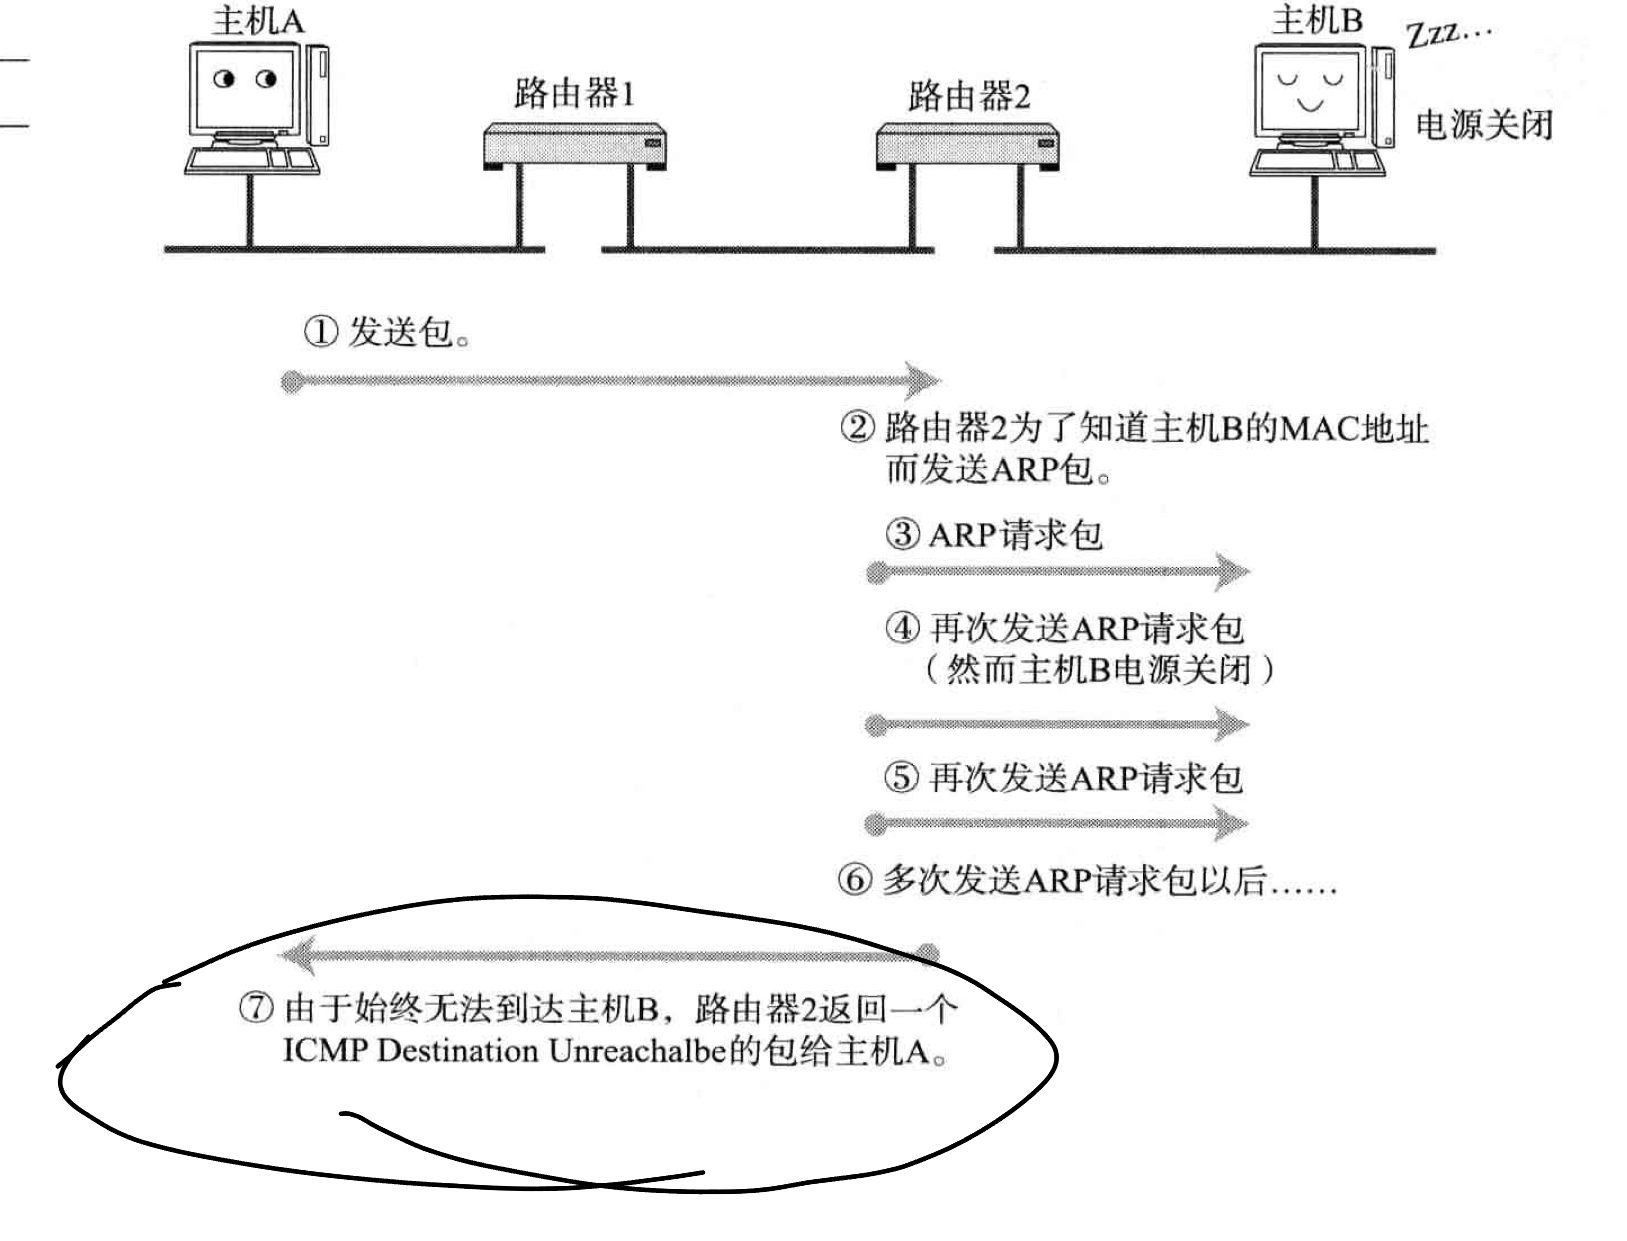 主机A
主机B
Zzz…
路由器1
路由器2
电源关闭
① 发送包。
② 路由器2为了知道主机B的MAC地址
而发送ARP包。
③ ARP请求包
④ 再次发送ARP请求包
（然而主机B电源关闭）
⑤ 再次发送ARP请求包
⑥ 多次发送ARP请求包以后……
⑦ 由于始终无法到达主机B，路由器2返回一个
ICMP Destination Unreachalbe的包给主机A。